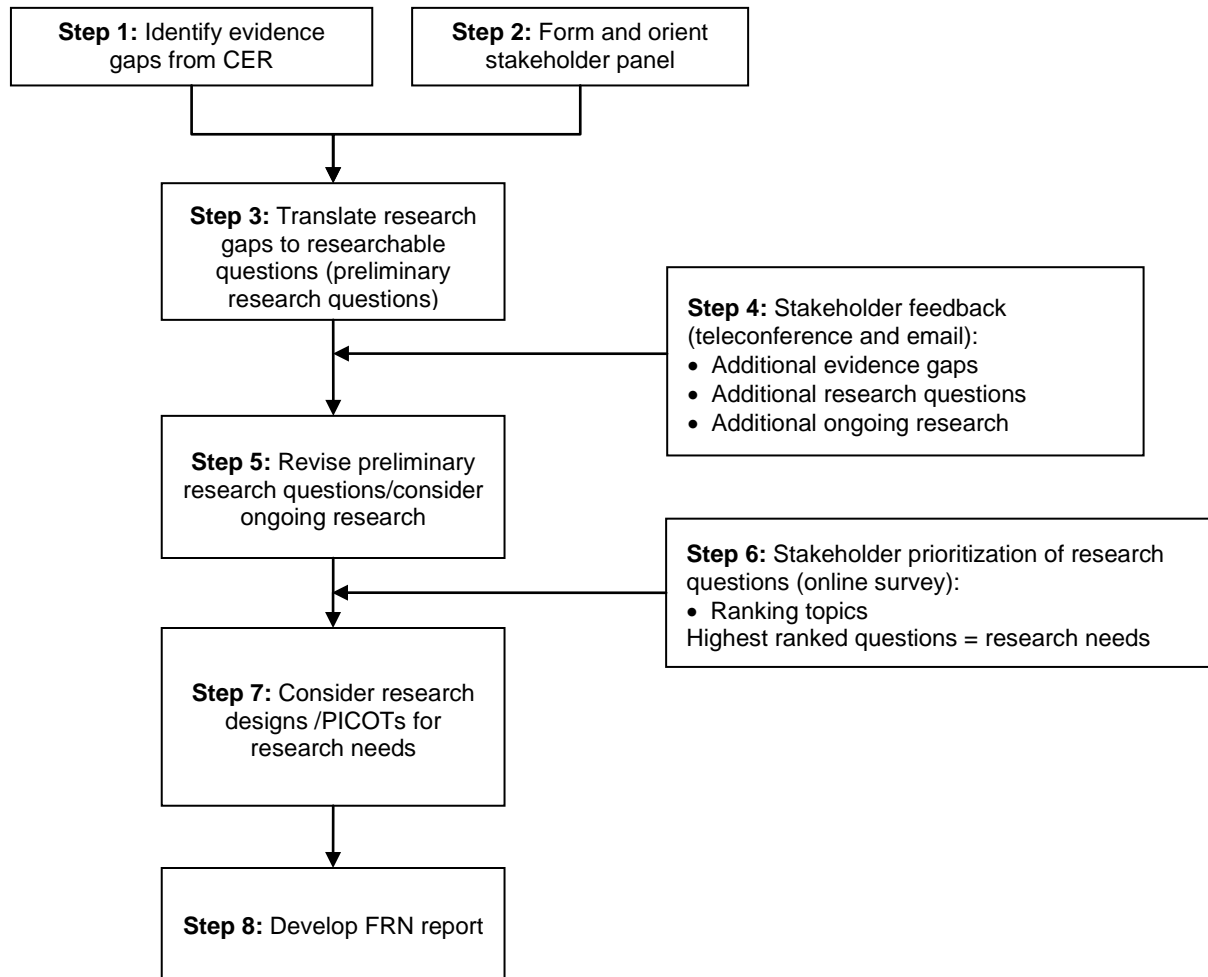 Step 1: Identify evidence
gaps from CER
Step 2: Form and orient
stakeholder panel
Step 3: Translate research
gaps to researchable
questions (preliminary
research questions)
Step 4: Stakeholder feedback
(teleconference and email):
• Additional evidence gaps
• Additional research questions
• Additional ongoing research
Step 5: Revise preliminary
research questions/consider
ongoing research
Step 6: Stakeholder prioritization of research
questions (online survey):
• Ranking topics
Highest ranked questions = research needs
Step 7: Consider research
designs /PICOTs for
research needs
Step 8: Develop FRN report